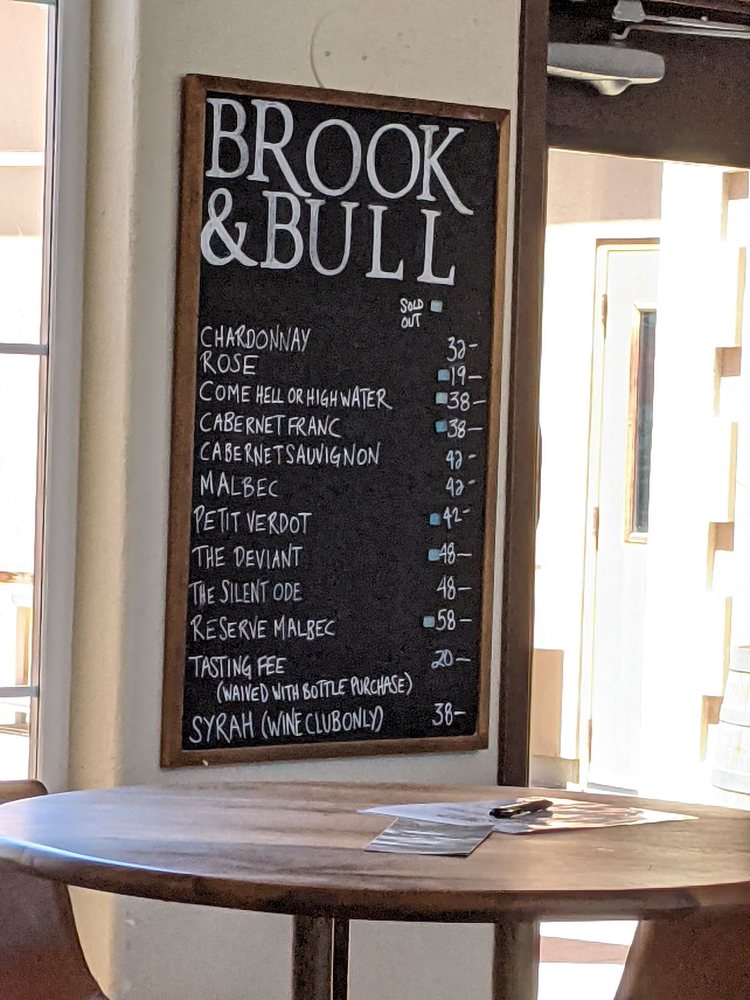 BROOK
& BULL
SOLD
OUT
CHARDONNAY 32-
ROSE 19-
COME HELL OR HIGH WATER 38-
CABERNET FRANC 38-
CABERNET SAUVIGNON 42-
MALBEC 42-
PETIT VERDOT 42-
THE DEVIANT 48-
THE SILENT ODE 48-
RESERVE MALBEC 58-
TASTING FEE 20-
(WAIVED WITH BOTTLE PURCHASE)
SYRAH (WINE CLUB ONLY) 38-